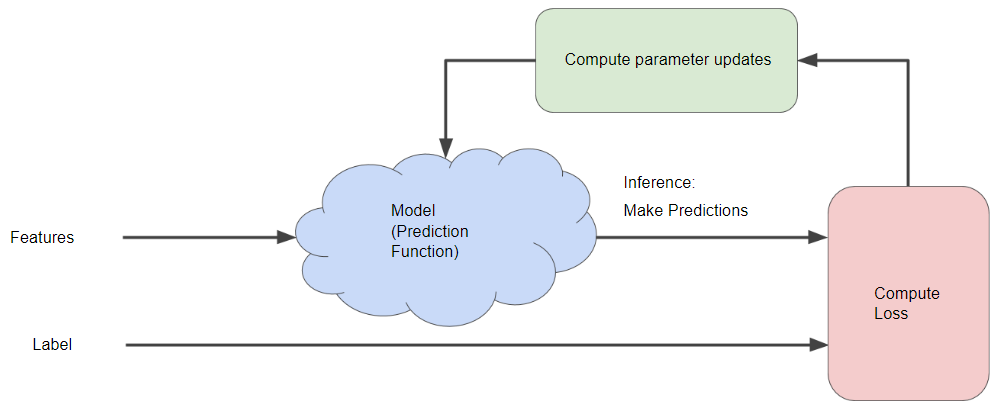 Compute parameter updates
Inference:
Make Predictions
Model
(Prediction
Function)
Features
Compute
Loss
Label